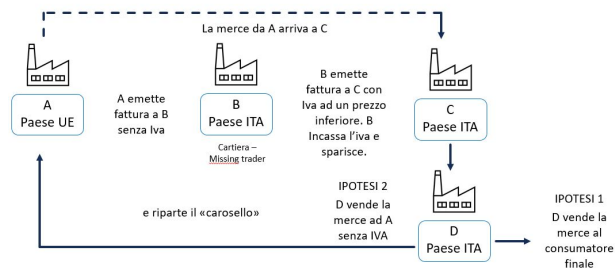 La merce da A arriva a C
A
Paese UE
A emette
fattura a B
senza Iva
B
Paese ITA
Cartiera –
Missing trader
B emette
fattura a C con
Iva ad un prezzo
inferiore. B
Incassa l'iva e
sparisce.
C
Paese ITA
IPOTESI 2
D vende la
merce ad A
senza IVA
e riparte il «carosello»
D
Paese ITA
IPOTESI 1
D vende la
merce al
consumatore
finale